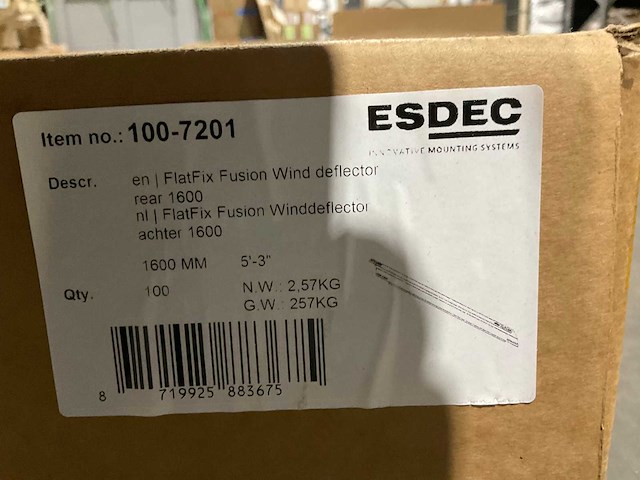 Item no.: 100-7201
ESDEC
INNOVATIVE MOUNTING SYSTEMS
Descr. en | FlatFix Fusion Wind deflector
rear 1600
nl | FlatFix Fusion Winddeflector
achter 1600
1600 MM 5'-3"
Qty. 100 N.W.: 2,57KG
G.W.: 257KG
8 719925 883675